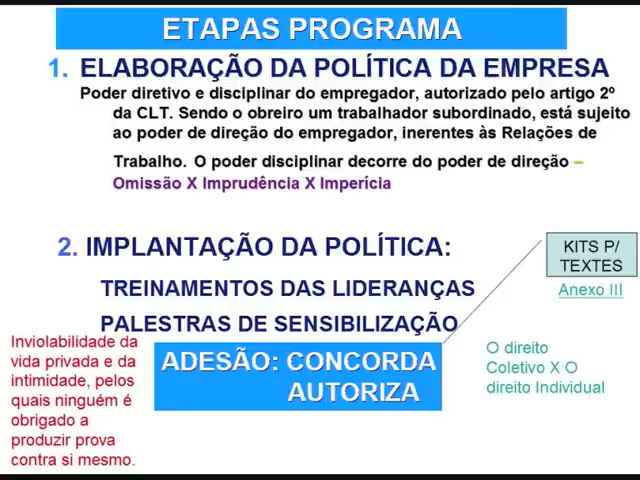 ETAPAS PROGRAMA
1. ELABORAÇÃO DA POLÍTICA DA EMPRESA
Poder diretivo e disciplinar do empregador, autorizado pelo artigo 2º
da CLT. Sendo o obreiro um trabalhador subordinado, está sujeito
ao poder de direção do empregador, inerentes às Relações de
Trabalho. O poder disciplinar decorre do poder de direção –
Omissão X Imprudência X Imperícia
2. IMPLANTAÇÃO DA POLÍTICA:
KITS P/
TEXTES
Anexo III
TREINAMENTOS DAS LIDERANÇAS
PALESTRAS DE SENSIBILIZAÇÃO
Inviolabilidade da
vida privada e da
intimidade, pelos
quais ninguém é
obrigado a
produzir prova
contra si mesmo.
ADESÃO: CONCORDA
AUTORIZA
O direito
Coletivo X O
direito Individual